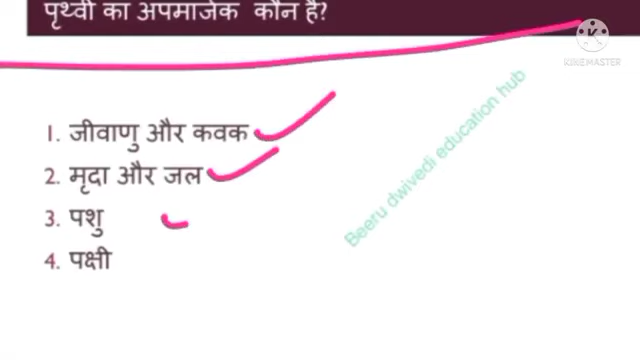 पृथ्वी का अपमार्जक कौन है?
KINEMASTER
1. जीवाणु और कवक
2. मृदा और जल
3. पशु
4. पक्षी
Beeru dwivedi education hub